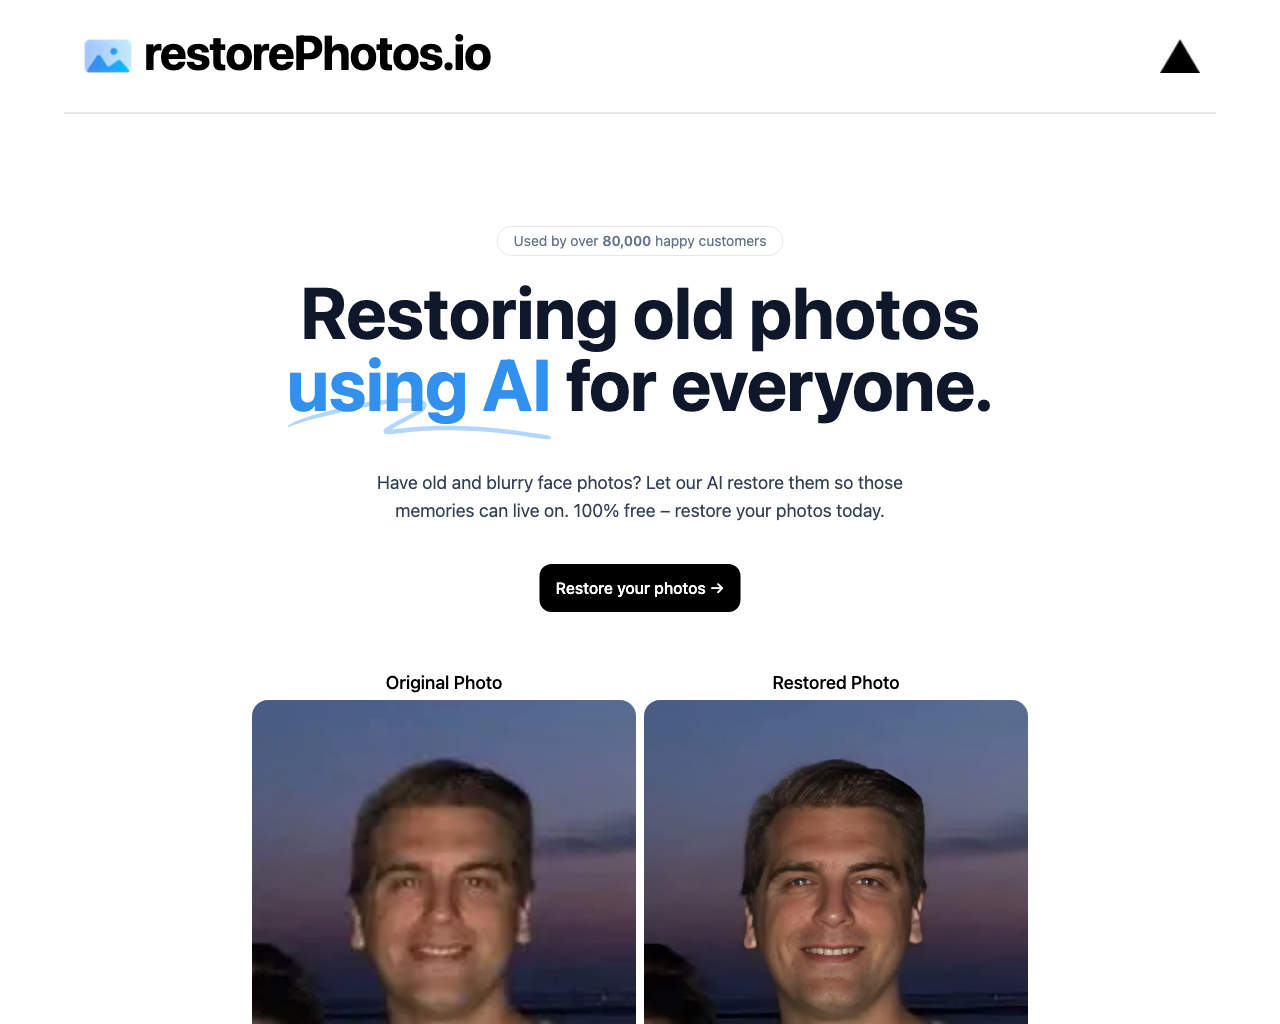 restorePhotos.io
Used by over 80,000 happy customers
Restoring old photos
using AI for everyone.
Have old and blurry face photos? Let our AI restore them so those
memories can live on. 100% free – restore your photos today.
Restore your photos →
Original Photo
Restored Photo